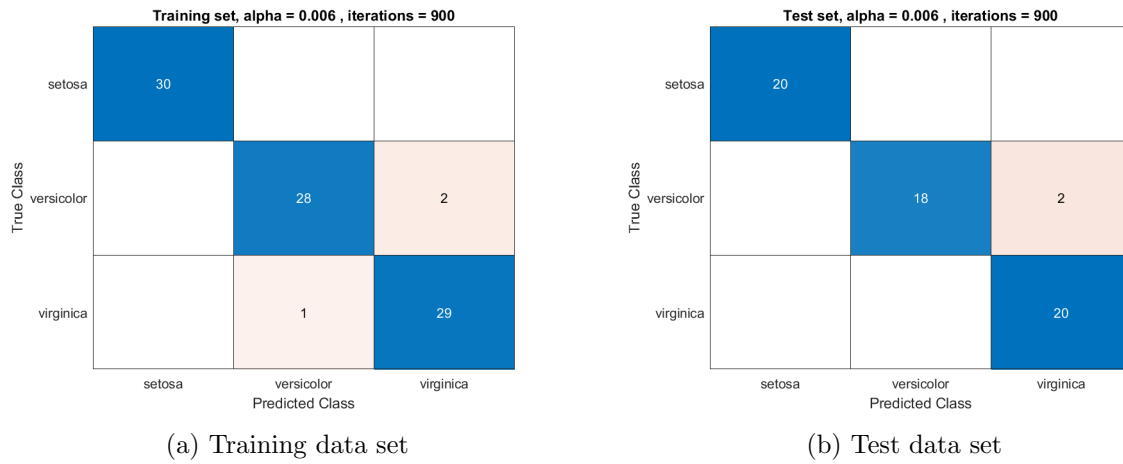 Training set, alpha = 0.006 , iterations = 900
setosa
30
True Class
versicolor
28
2
virginica
1
29
setosa
versicolor
virginica
Predicted Class
(a) Training data set
Test set, alpha = 0.006 , iterations = 900
setosa
20
True Class
versicolor
18
2
virginica
20
setosa
versicolor
virginica
Predicted Class
(b) Test data set